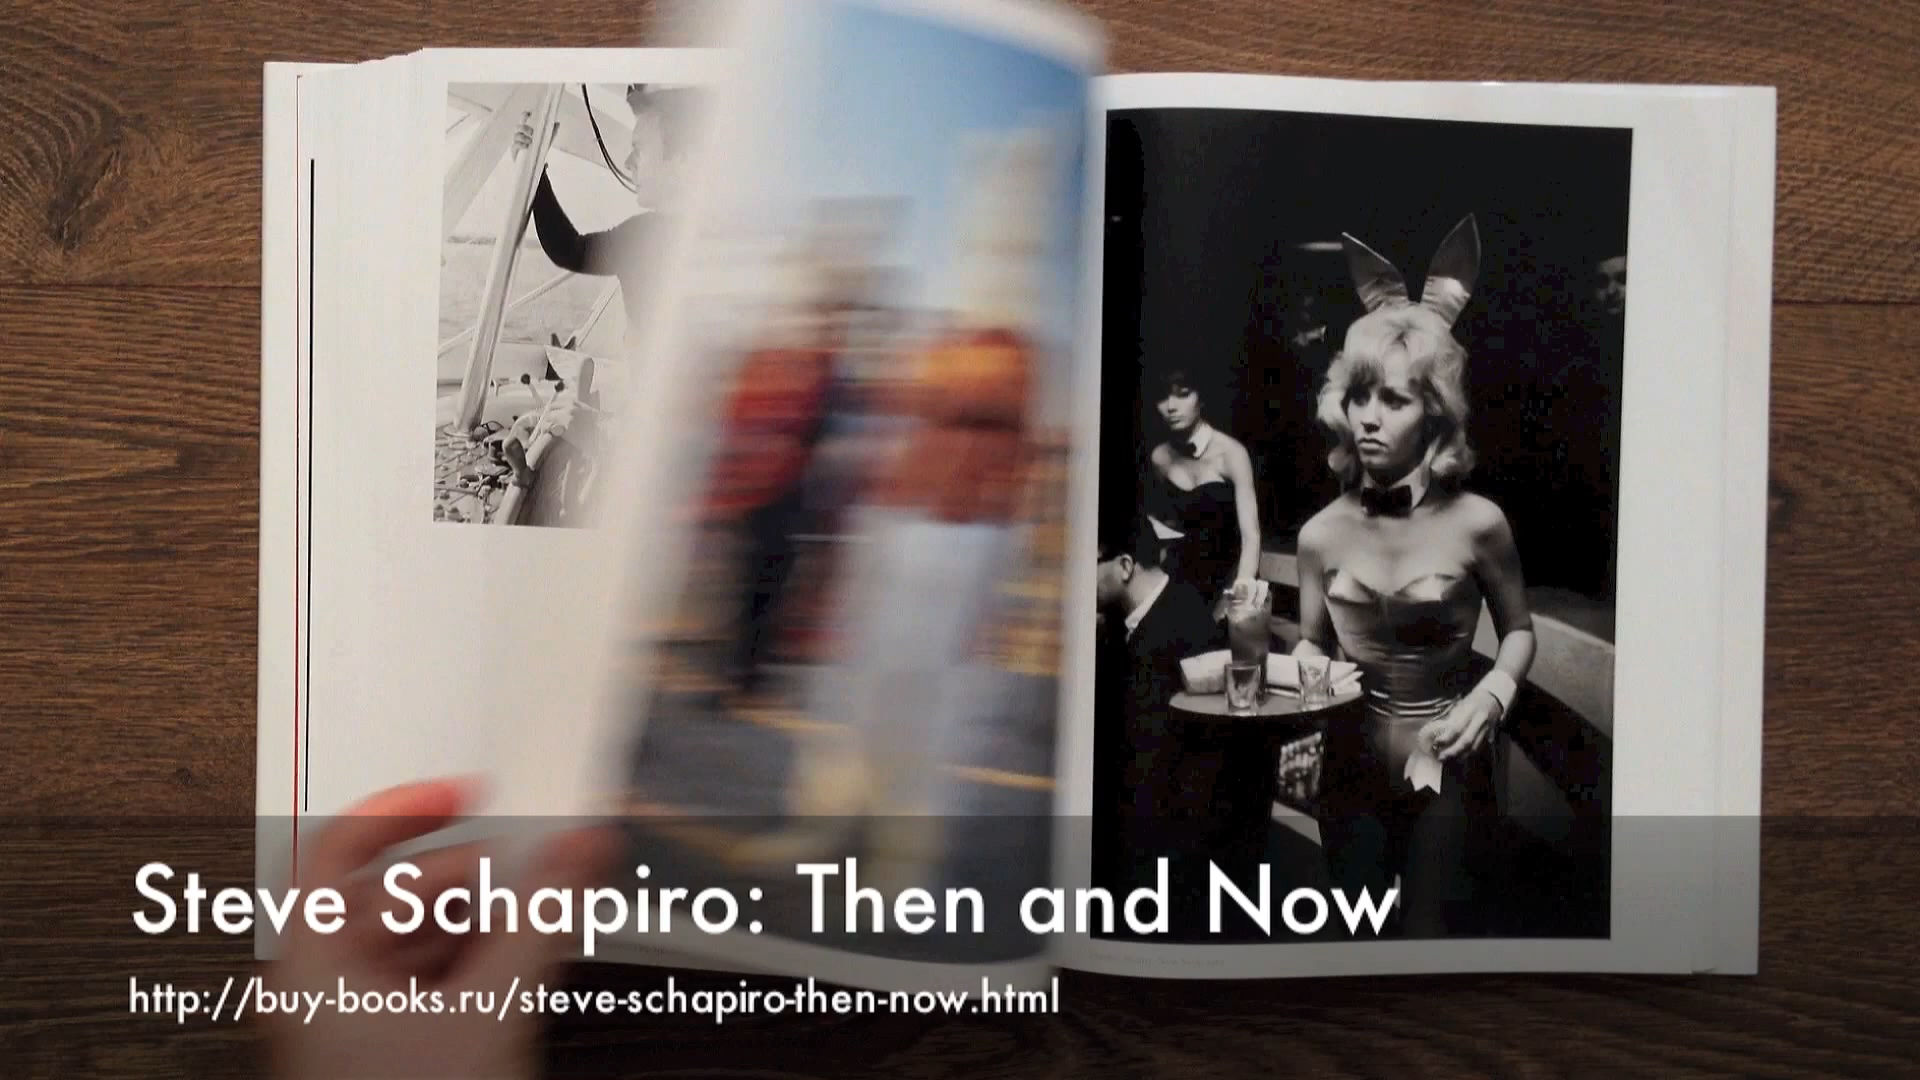 Steve Schapiro: Then and Now
http://buy-books.ru/steve-schapiro-then-now.html